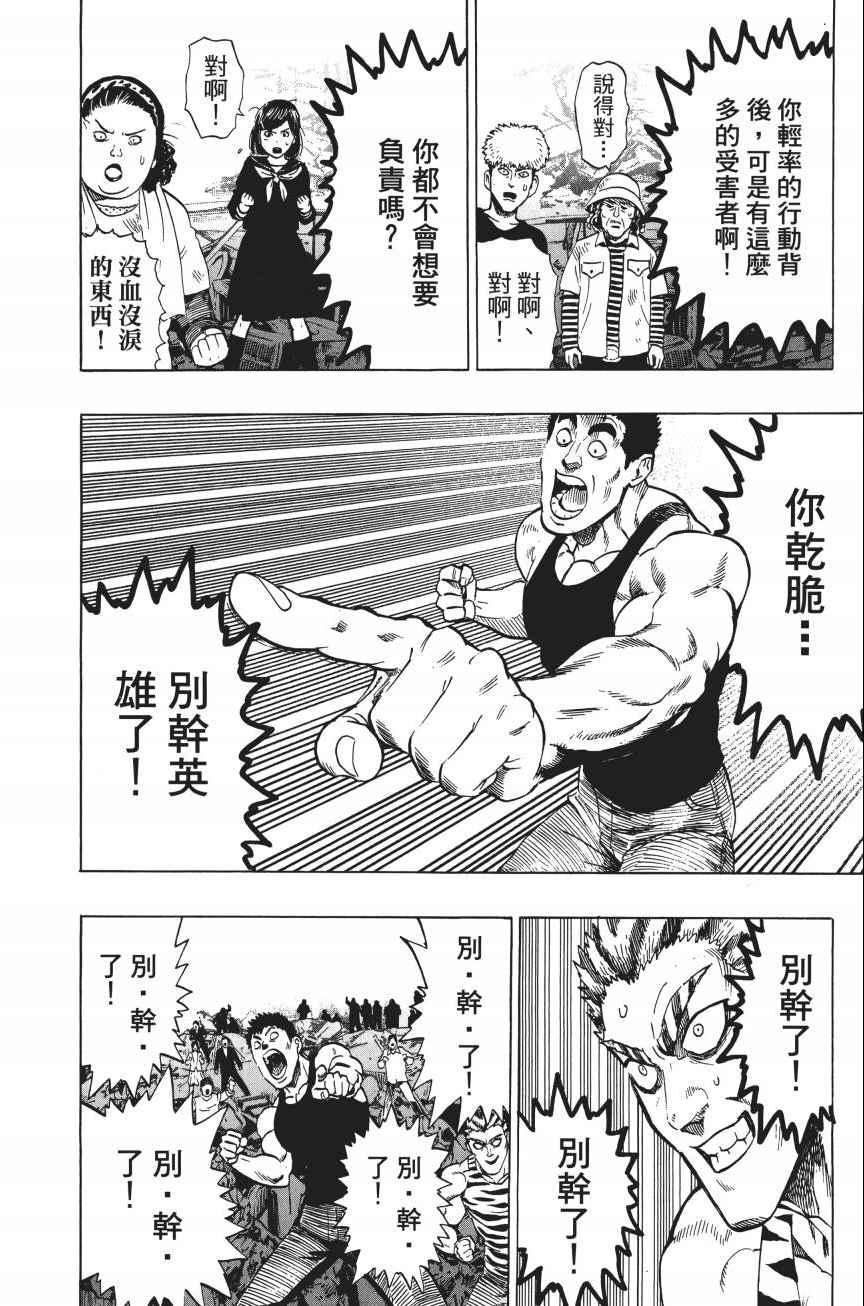 你輕率的行動背
後，可是有這麼
多的受害者啊！
說得對…
對啊、
對啊！
你都不會想要
負責嗎？
對啊！
沒血沒淚
的東西！
你乾脆…
別幹英
雄了！
別幹了！
別幹了！
別．幹．了！
別．幹．
了！
別．幹．
了！
別．幹．
了！